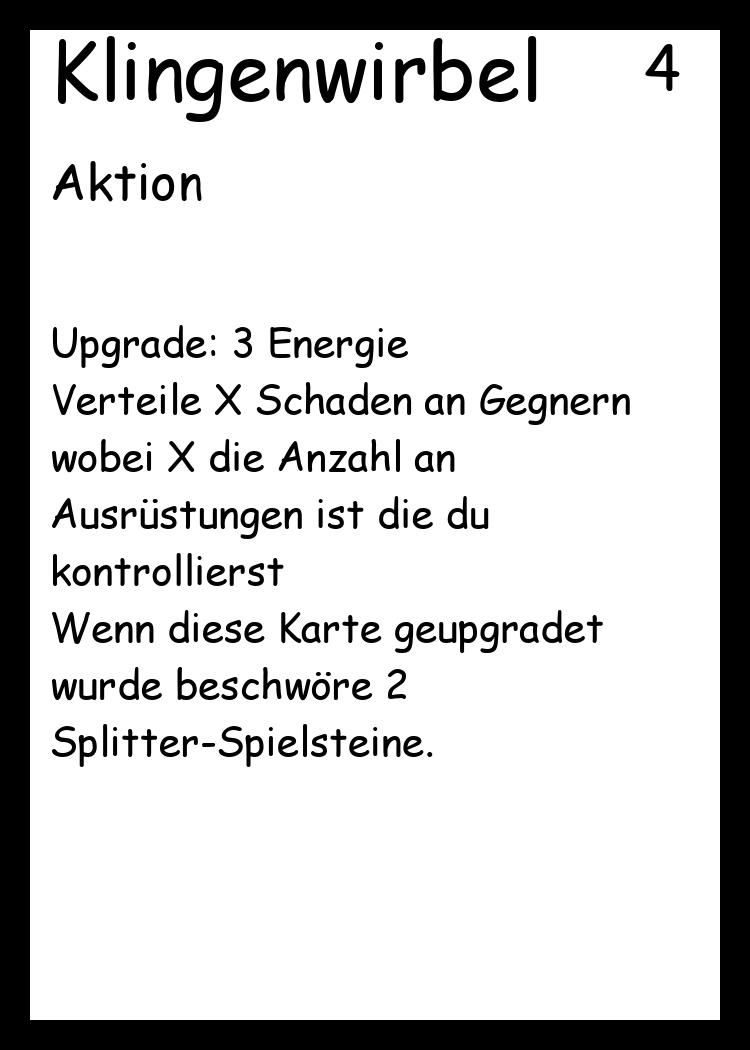 Klingenwirbel 4
Aktion
Upgrade: 3 Energie
Verteile X Schaden an Gegnern
wobei X die Anzahl an
Ausrüstungen ist die du
kontrollierst
Wenn diese Karte geupgradet
wurde beschwöre 2
Splitter-Spielsteine.